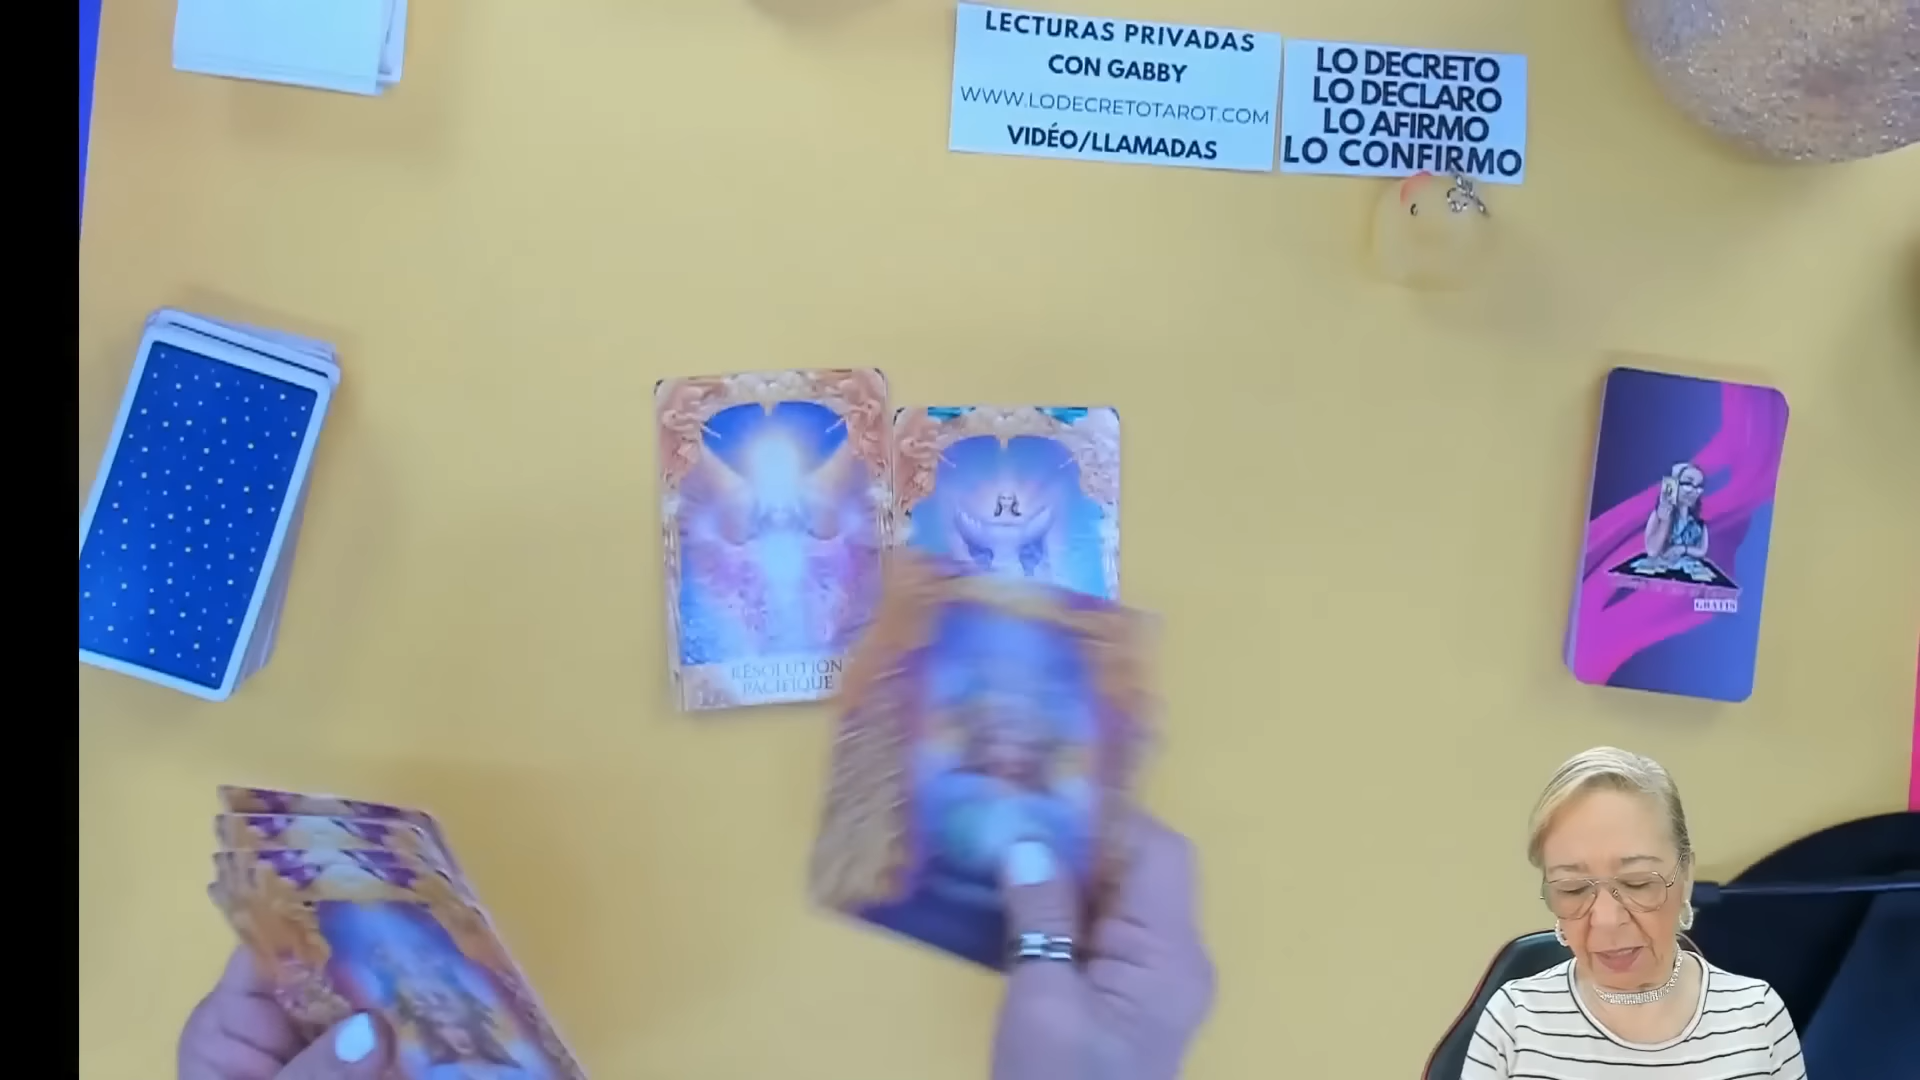 LECTURAS PRIVADAS
CON GABBY
WWW.LODECRETOTAROT.COM
VIDÉO/LLAMADAS
LO DECRETO
LO DECLARO
LO AFIRMO
LO CONFIRMO
RÉSOLUTION
PACIFIQUE
GRATIS